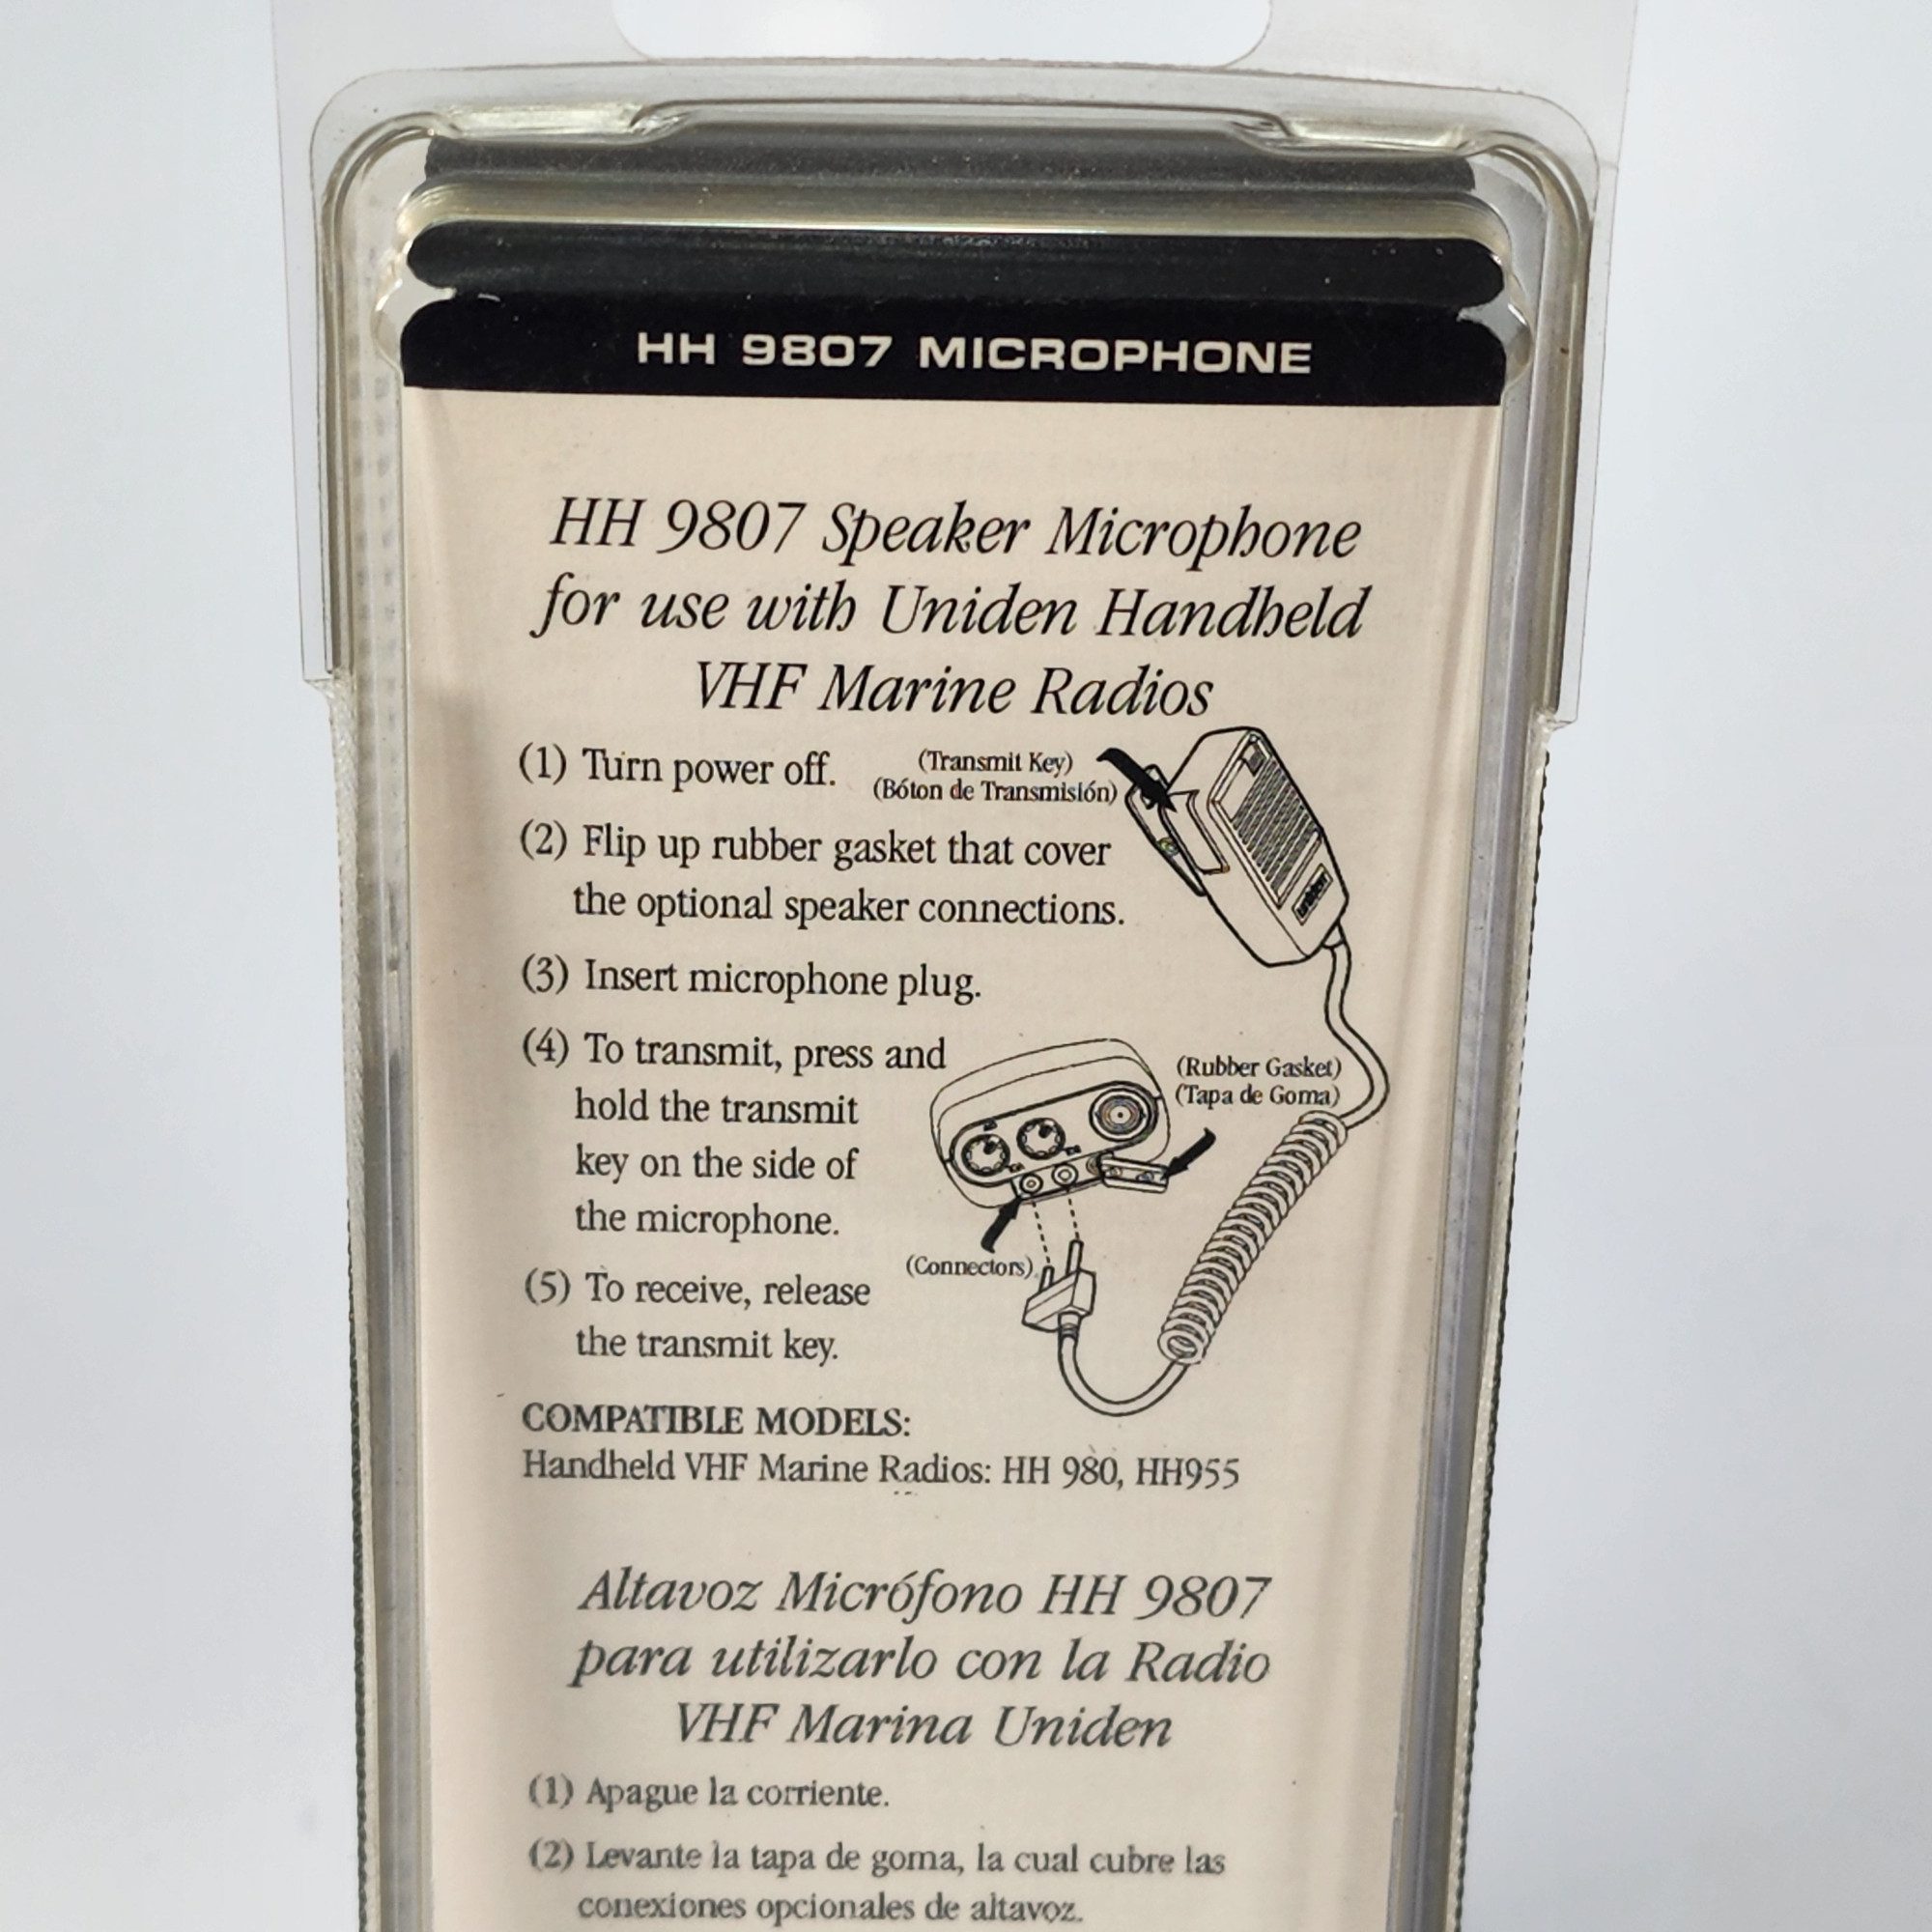 HH 9807 MICROPHONE
HH 9807 Speaker Microphone
for use with Uniden Handheld
VHF Marine Radios
(1) Turn power off.
(Transmit Key)
(Bóton de Transmisión)
(2) Flip up rubber gasket that cover
the optional speaker connections.
uniden
(3) Insert microphone plug.
(4) To transmit, press and
hold the transmit
key on the side of
the microphone.
(Rubber Gasket)
(Tapa de Goma)
(Connectors)
(5) To receive, release
the transmit key.
COMPATIBLE MODELS:
Handheld VHF Marine Radios: HH 980, HH955
Altavoz Micrófono HH 9807
para utilizarlo con la Radio
VHF Marina Uniden
(1) Apague la corriente.
(2) Levante la tapa de goma, la cual cubre las
conexiones opcionales de altavoz.